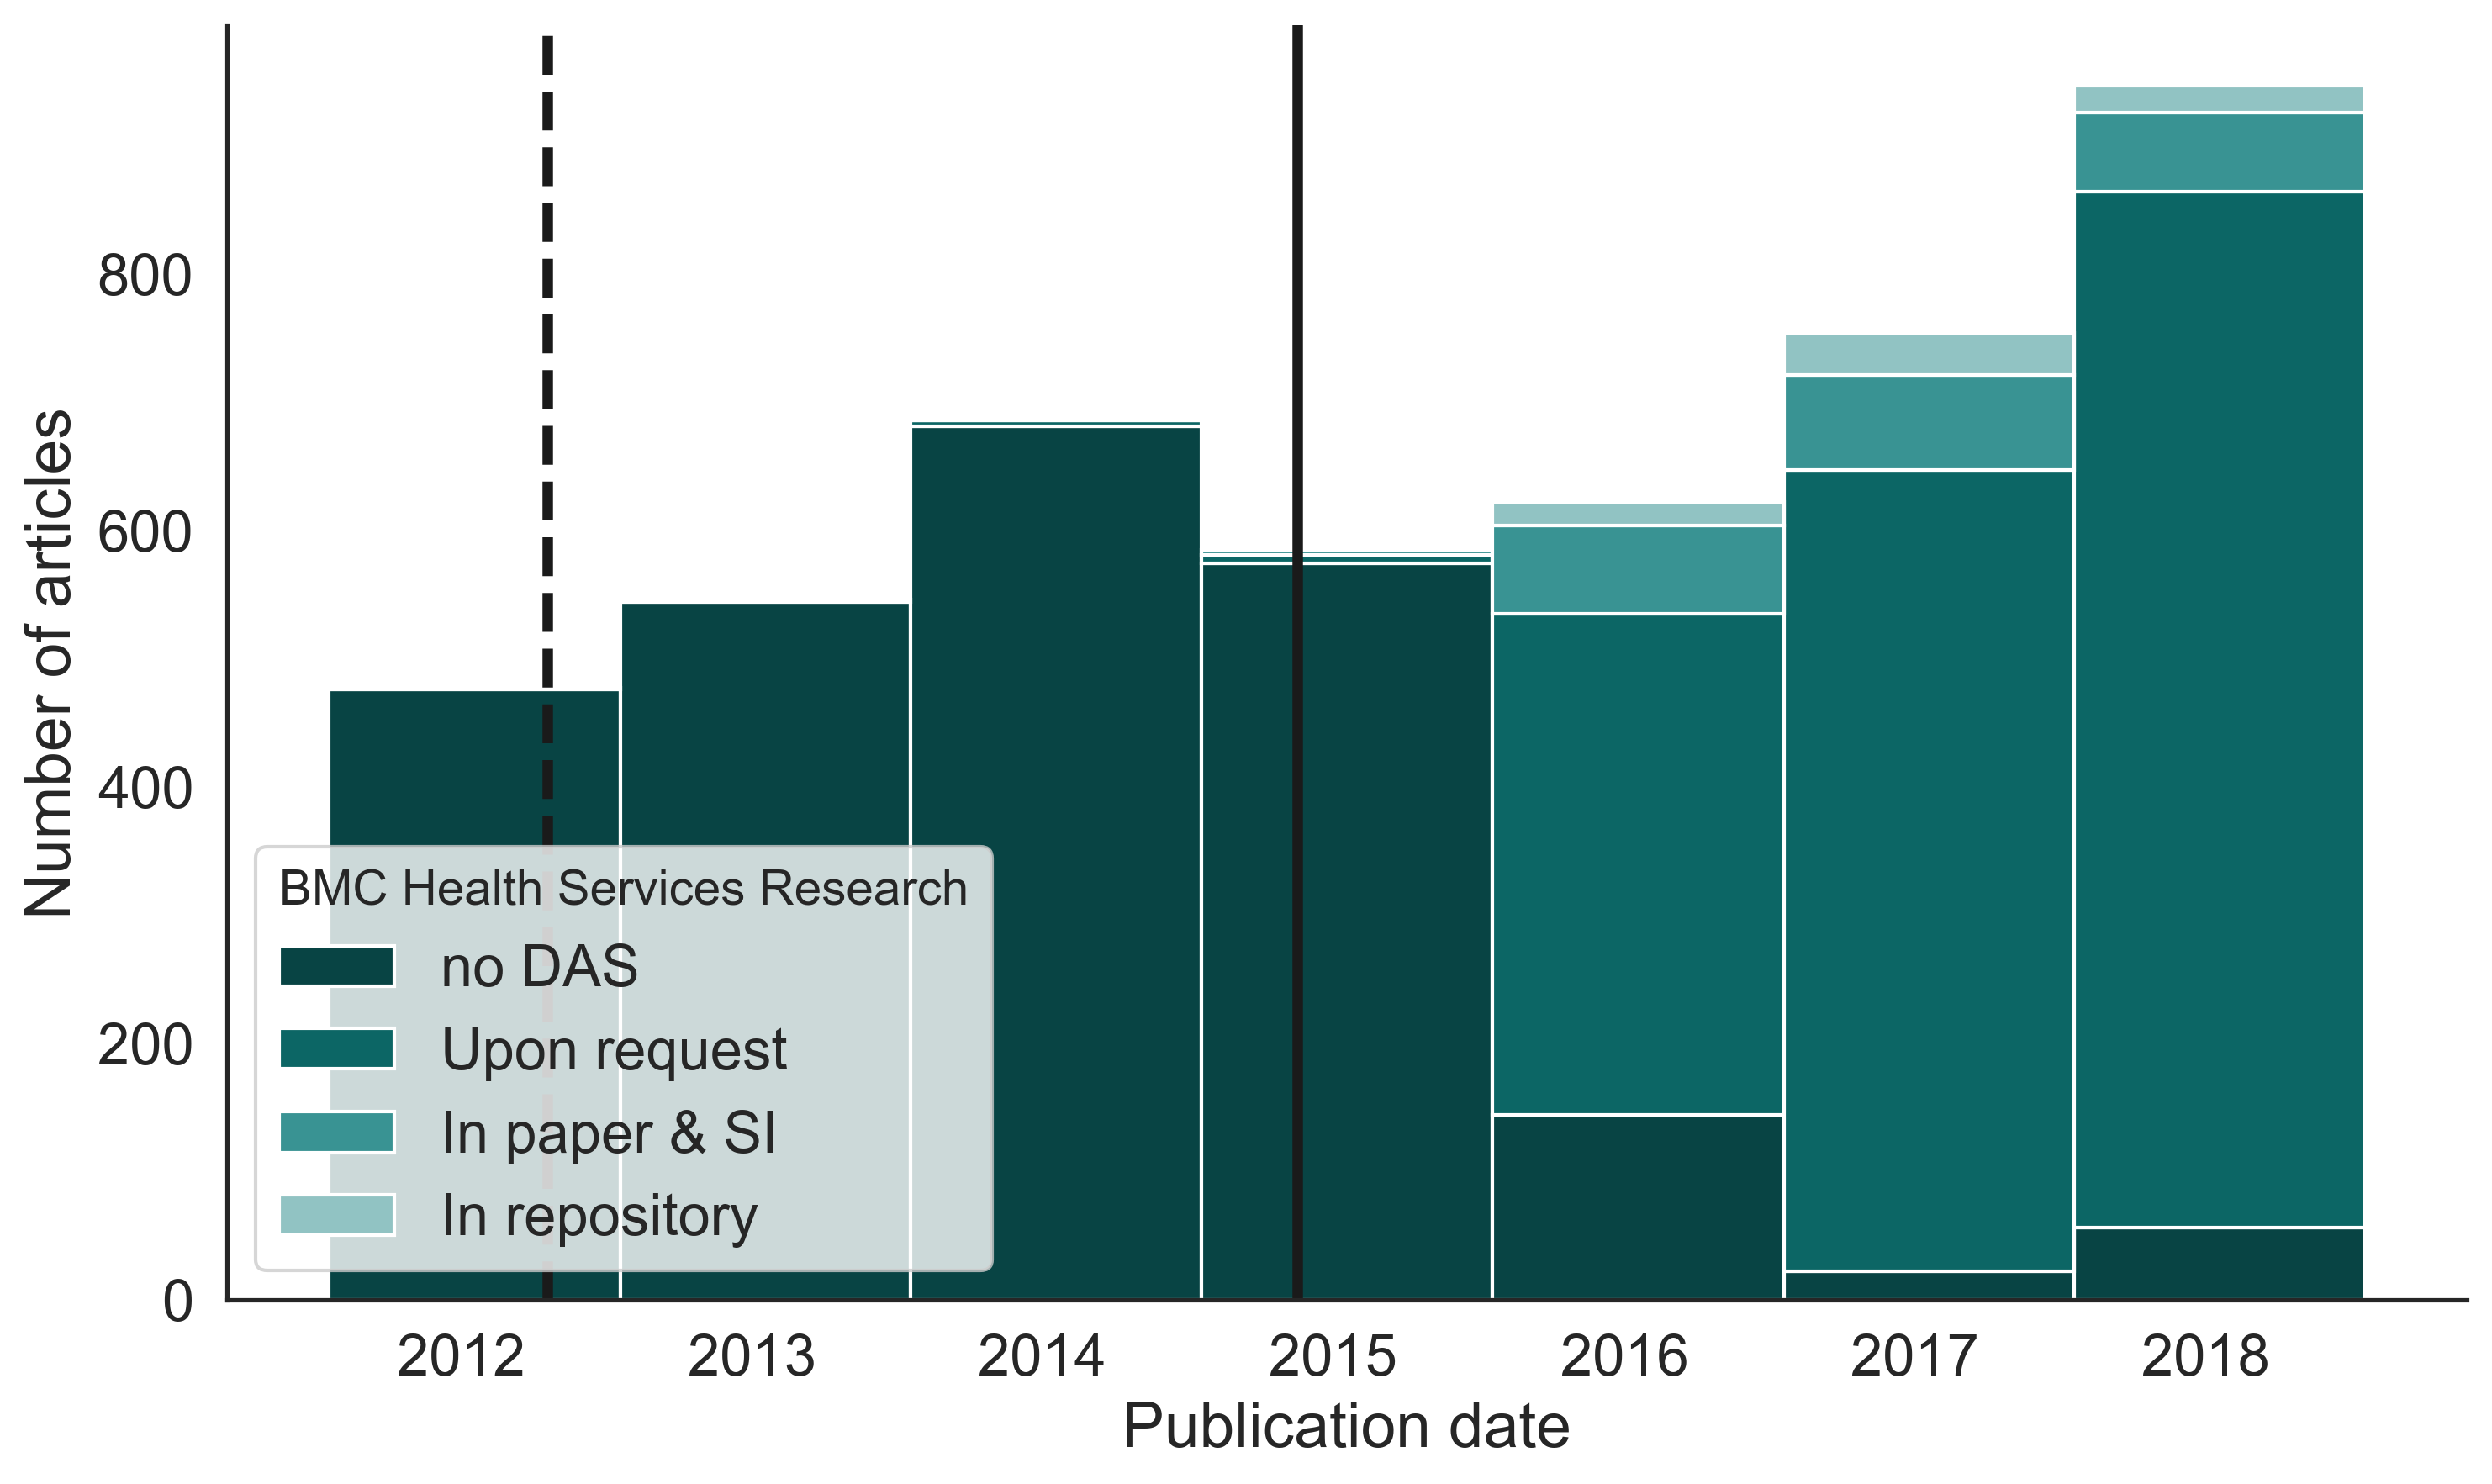 Number of articles
800
600
400
200
0
BMC Health Services Research
no DAS
Upon request
In paper & SI
In repository
2012 2013 2014 2015 2016 2017 2018
Publication date